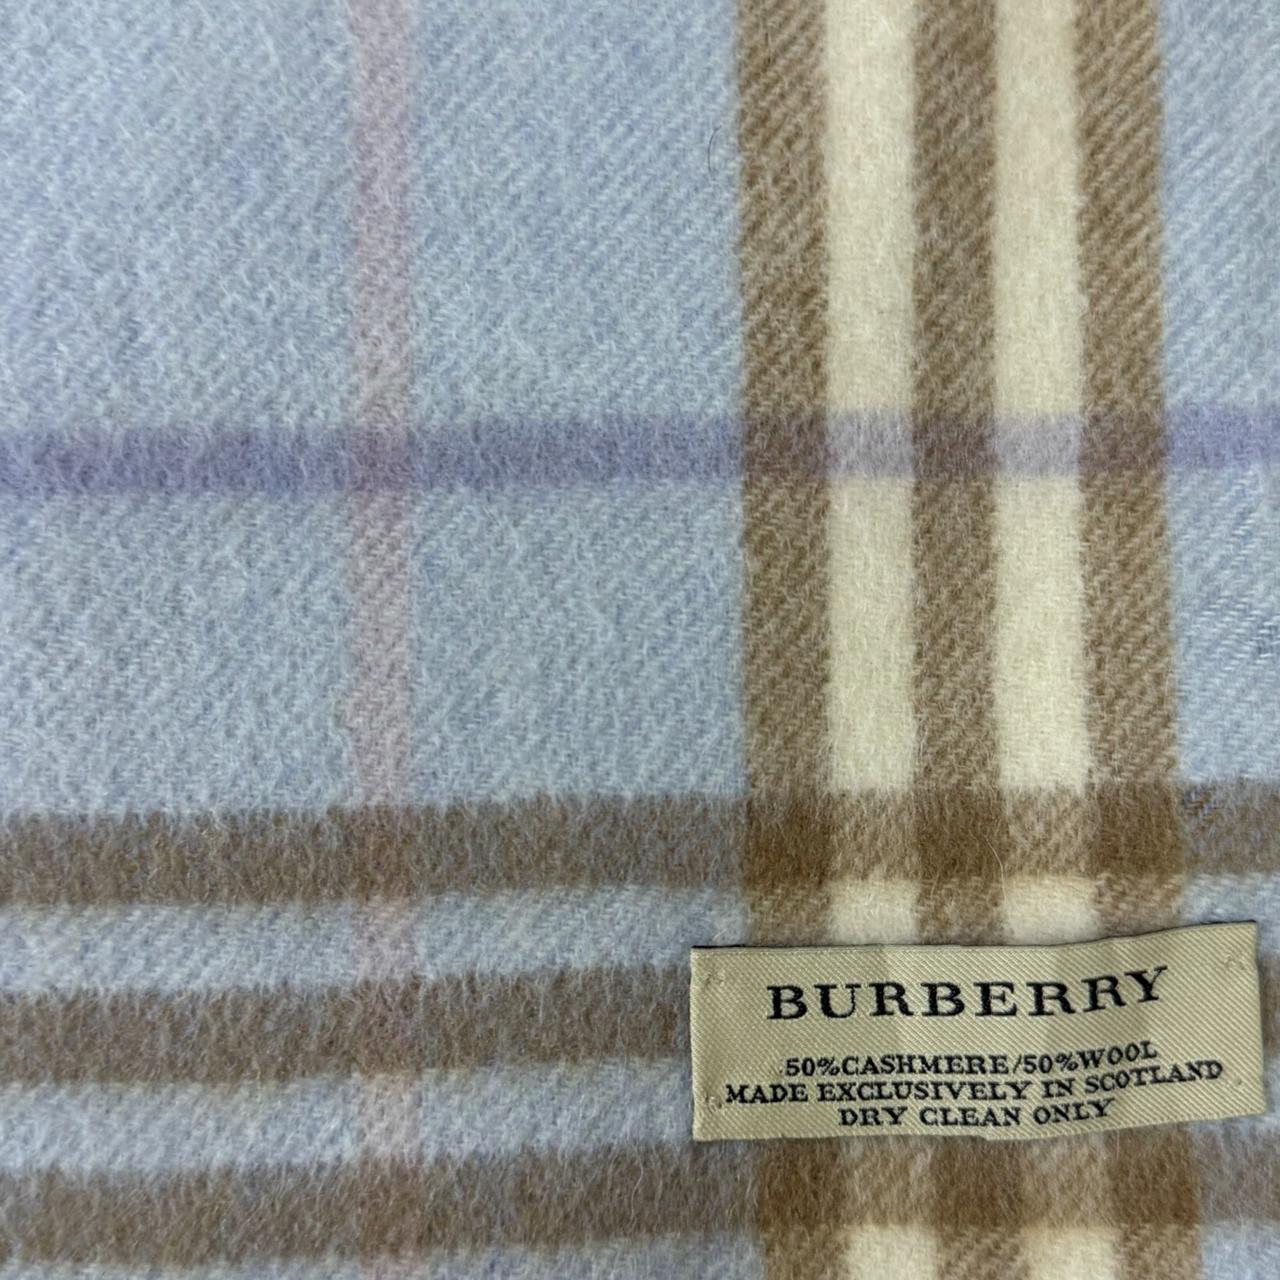 BURBERRY
50%CASHMERE/50%WOOL
MADE EXCLUSIVELY IN SCOTLAND
DRY CLEAN ONLY